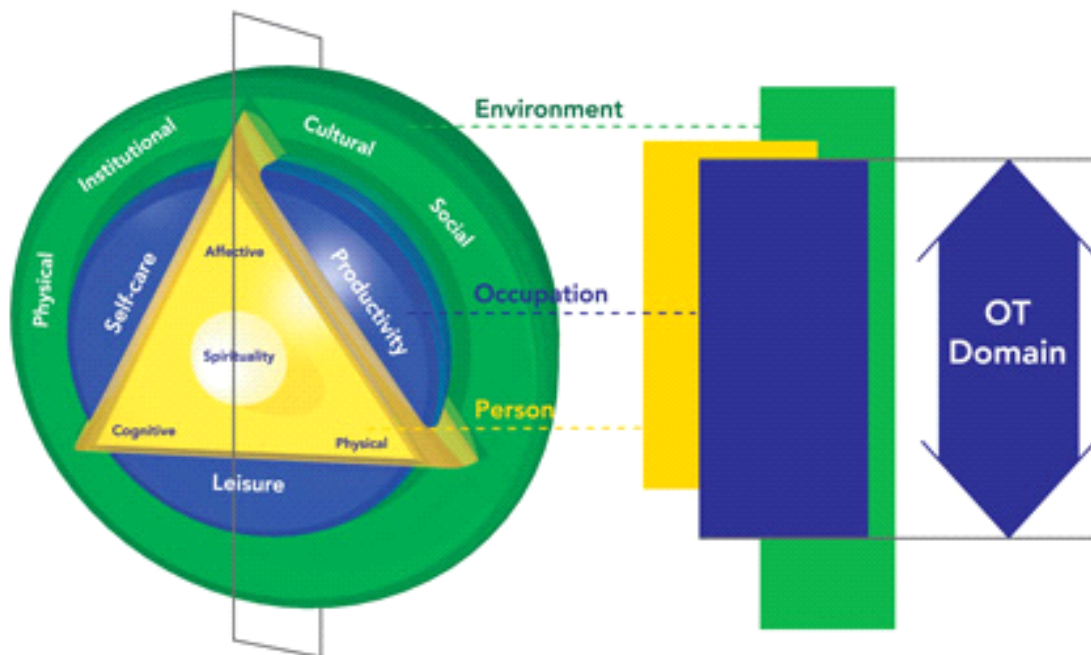 Environment
Occupation
Person
Institutional
Cultural
Social
Physical
Self-care
Productivity
Leisure
Affective
Spirituality
Cognitive
Physical
OT
Domain